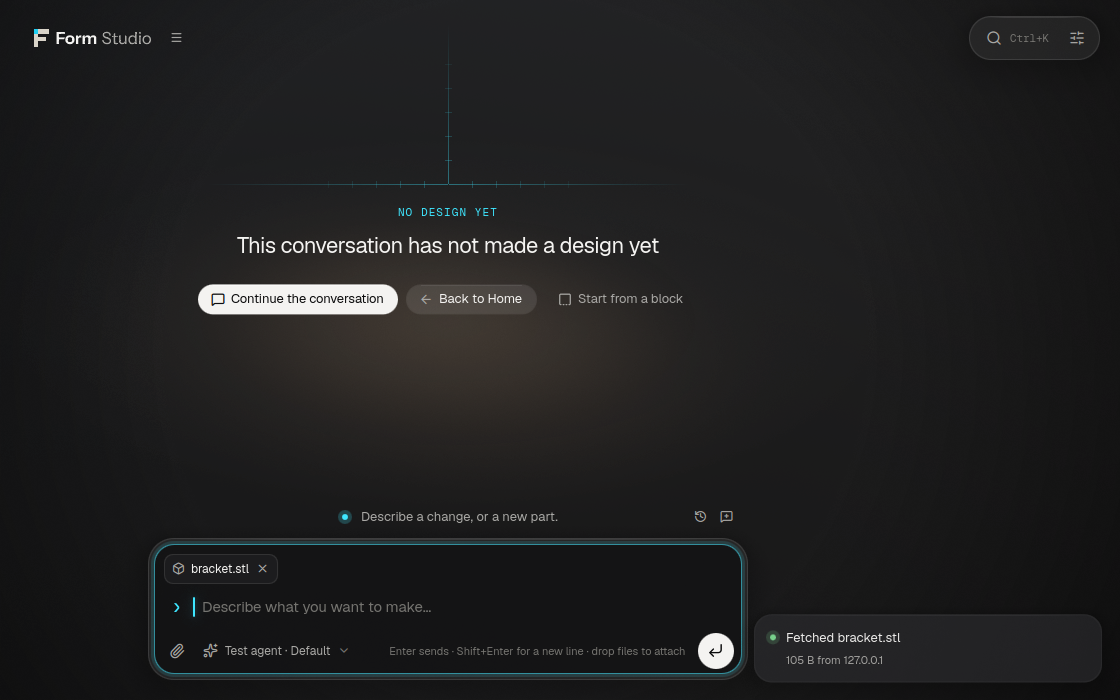 Form Studio
Ctrl+K
NO DESIGN YET
This conversation has not made a design yet
Continue the conversation
Back to Home
Start from a block
Describe a change, or a new part.
bracket.stl
Describe what you want to make...
Test agent · Default
Enter sends · Shift+Enter for a new line · drop files to attach
Fetched bracket.stl
105 B from 127.0.0.1